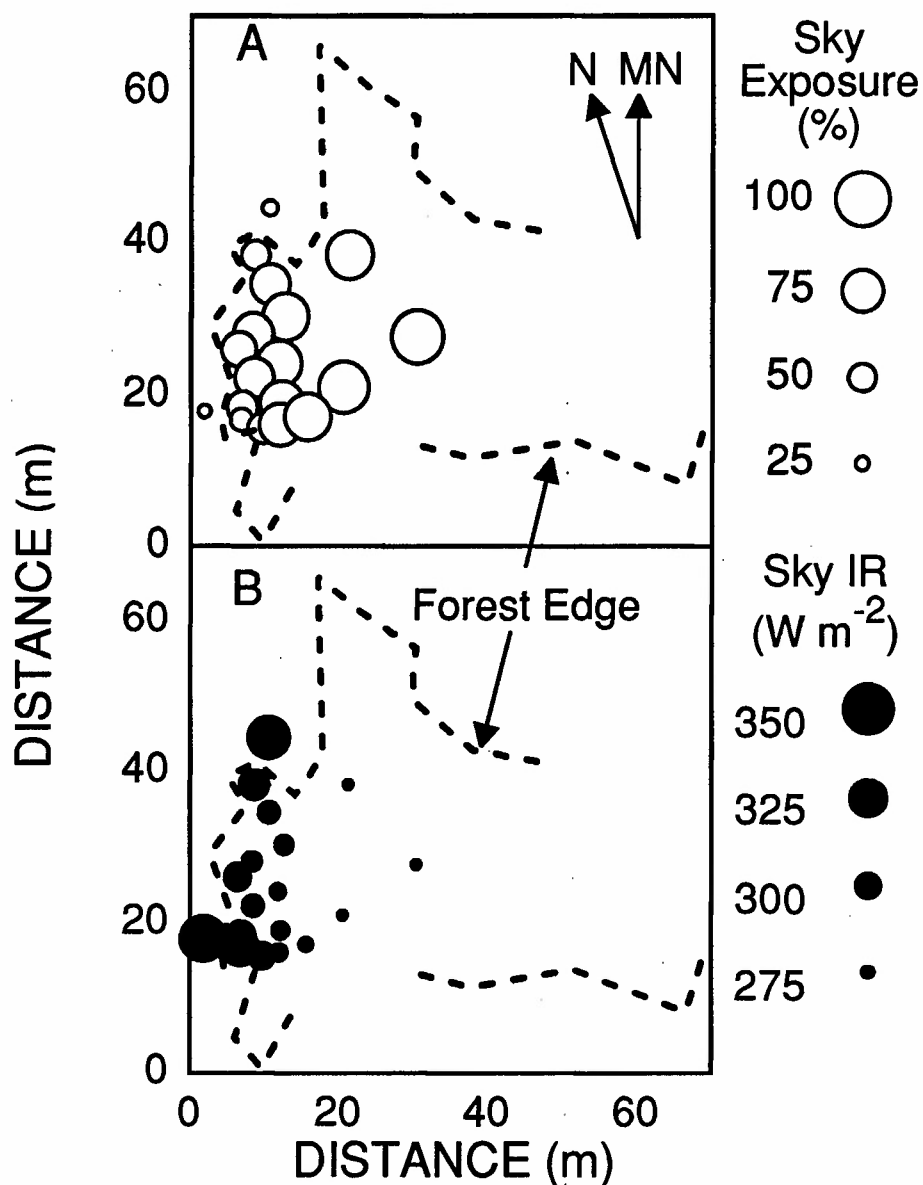 A
N MN
Sky
Exposure
(%)
100
75
50
25
60
40
20
0
B
Forest Edge
Sky IR
(W m-2)
350
325
300
275
60
40
20
0
0 20 40 60
DISTANCE (m)
DISTANCE (m)